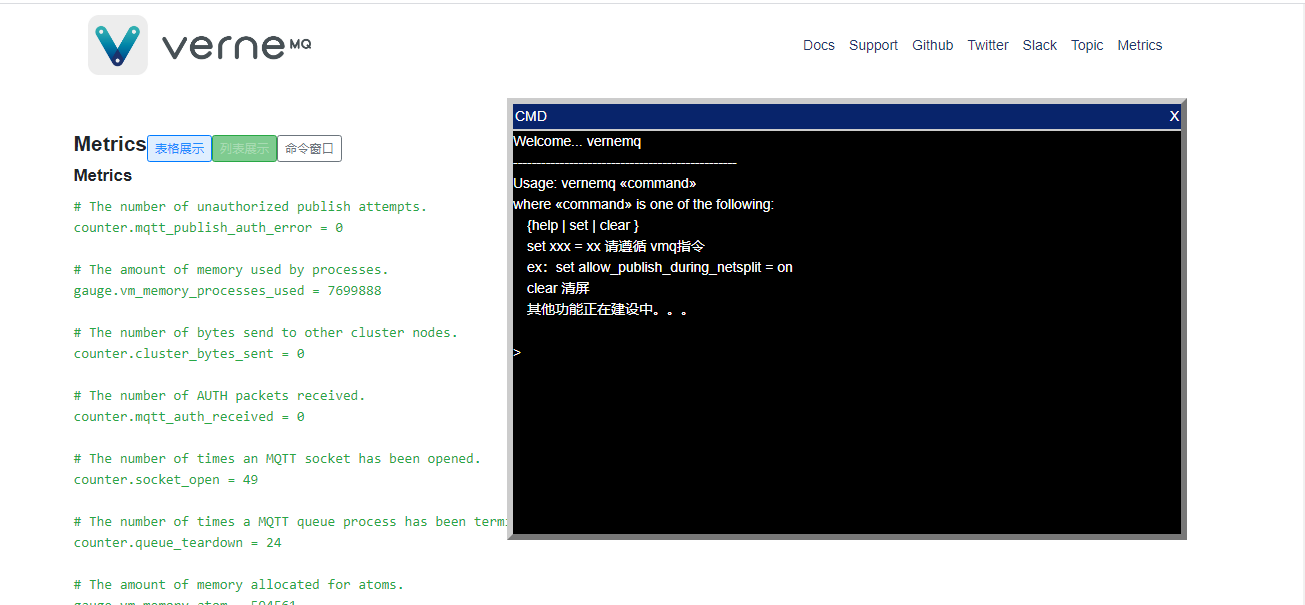 verne MQ
Docs Support Github Twitter Slack Topic Metrics
Metrics 表格展示 列表展示 命令窗口
Metrics
# The number of unauthorized publish attempts.
counter.mqtt_publish_auth_error = 0
# The amount of memory used by processes.
gauge.vm_memory_processes_used = 7699888
# The number of bytes send to other cluster nodes.
counter.cluster_bytes_sent = 0
# The number of AUTH packets received.
counter.mqtt_auth_received = 0
# The number of times an MQTT socket has been opened.
counter.socket_open = 49
# The number of times a MQTT queue process has been termi
counter.queue_teardown = 24
# The amount of memory allocated for atoms.
gauge.vm_memory_atom = 594561
CMD X
Welcome... vernemq
--------------------------------------------------------
Usage: vernemq «command»
where «command» is one of the following:
{help | set | clear }
set xxx = xx 请遵循 vmq指令
ex：set allow_publish_during_netsplit = on
clear 清屏
其他功能正在建设中。。。
>